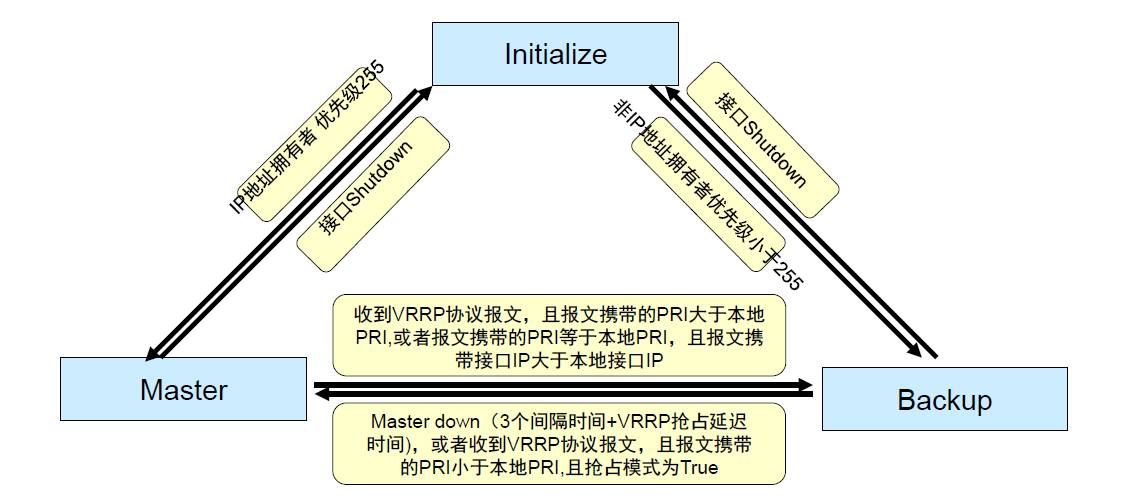 Initialize
IP地址拥有者 优先级255
接口Shutdown
非IP地址拥有者优先级小于255
接口Shutdown
收到VRRP协议报文，且报文携带的PRI大于本地
PRI,或者报文携带的PRI等于本地PRI，且报文携
带接口IP大于本地接口IP
Master
Backup
Master down（3个间隔时间+VRRP抢占延迟
时间)，或者收到VRRP协议报文，且报文携带
的PRI小于本地PRI,且抢占模式为True